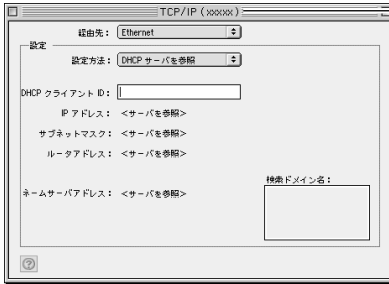 TCP/IP (xxxxx)
経由先： Ethernet
設定
設定方法： DHCP サーバを参照
DHCP クライアント ID：
IP アドレス： <サーバを参照>
サブネットマスク： <サーバを参照>
ルータアドレス： <サーバを参照>
検索ドメイン名：
ネームサーバアドレス： <サーバを参照>
?